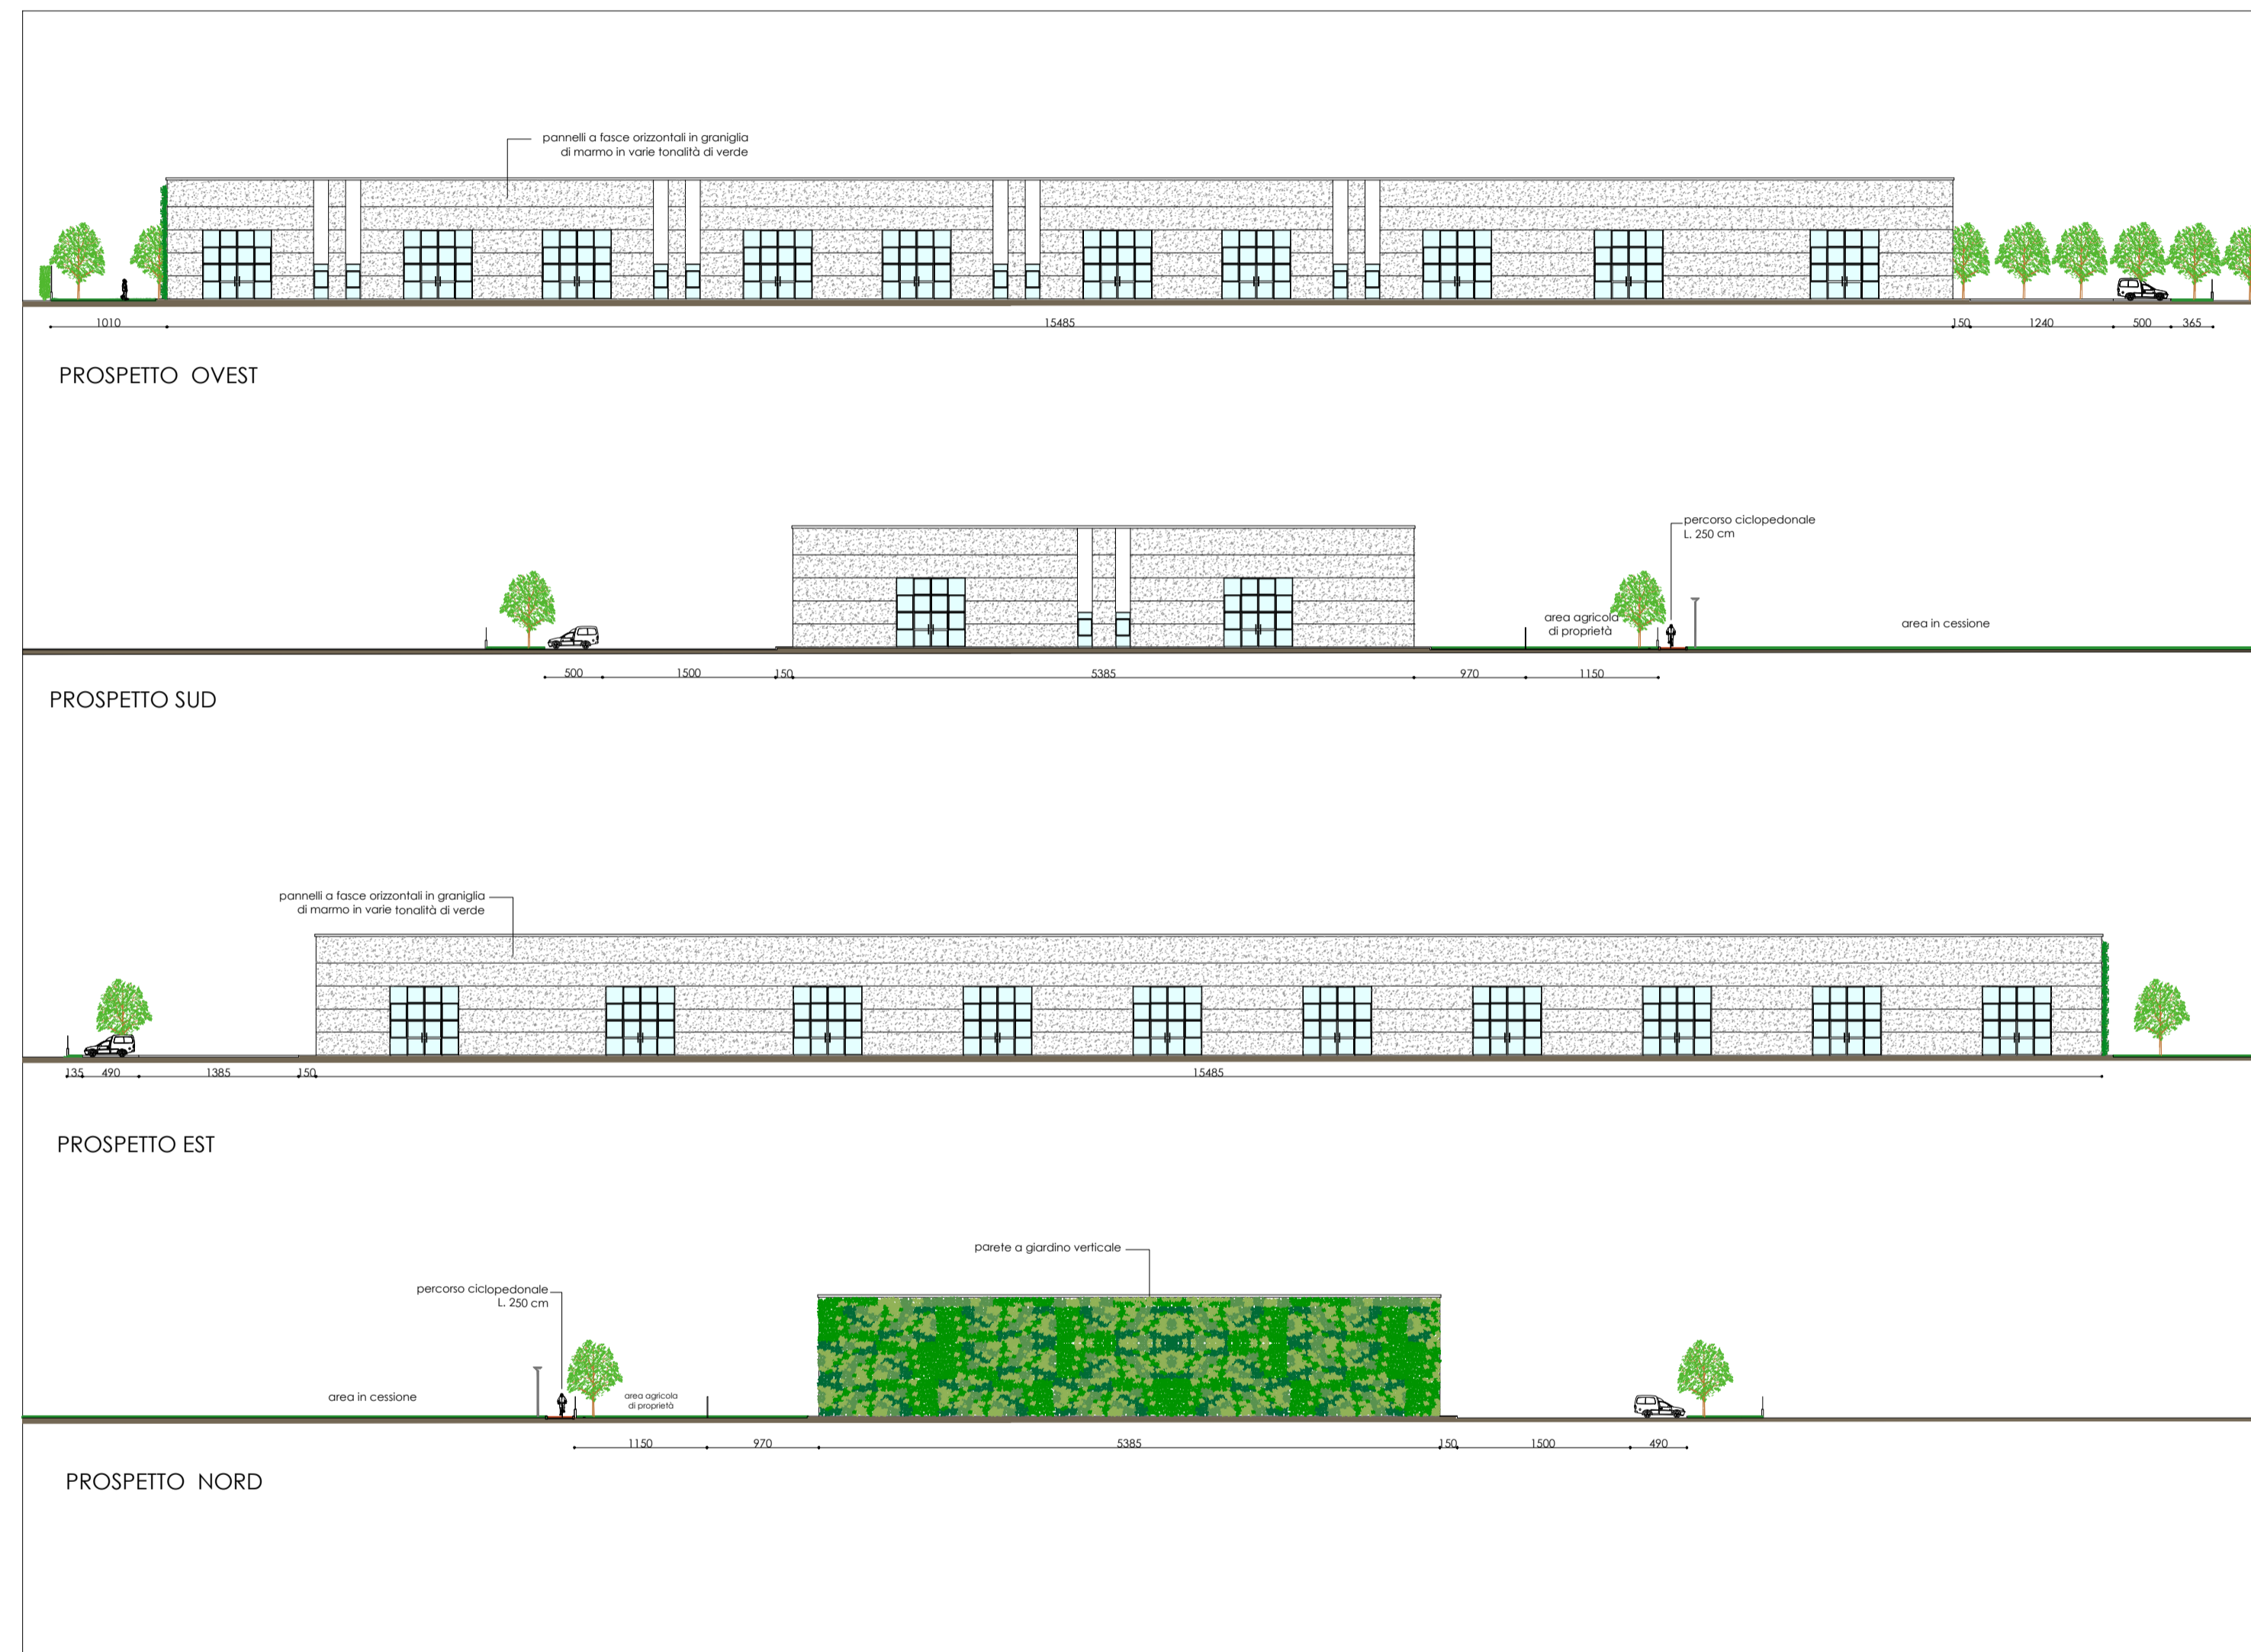 pannelli a fasce orizzontali in graniglia
di marmo in varie tonalità di verde
1010
15485
150
1240
500
365
PROSPETTO OVEST
percorso ciclopedonale
L. 250 cm
area agricola
di proprietà
area in cessione
500
1500
150
5385
970
1150
PROSPETTO SUD
pannelli a fasce orizzontali in graniglia
di marmo in varie tonalità di verde
135
490
1385
150
15485
PROSPETTO EST
parete a giardino verticale
percorso ciclopedonale
L. 250 cm
area in cessione
area agricola
di proprietà
1150
970
5385
150
1500
490
PROSPETTO NORD